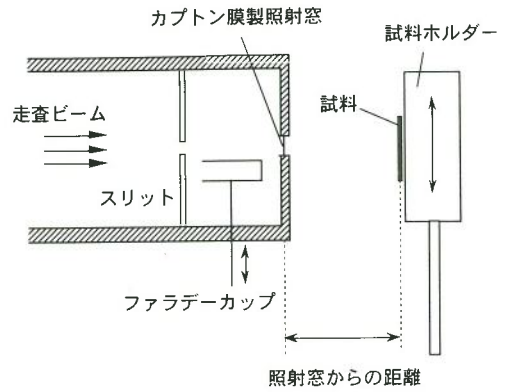 カプトン膜製照射窓
試料ホルダー
試料
走査ビーム
スリット
ファラデーカップ
照射窓からの距離